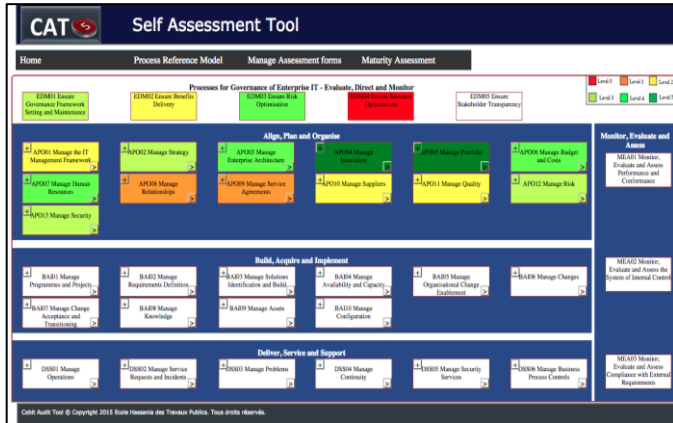 CAT
Self Assessment Tool
Home
Process Reference Model
Manage Assessment forms
Maturity Assessment
Processes for Governance of Enterprise IT - Evaluate, Direct and Monitor
Level 0
Level 1
Level 2
Level 3
Level 4
Level 5
EDM01 Ensure
Governance Framework
Setting and Maintenance
EDM02 Ensure Benefits
Delivery
EDM03 Ensure Risk
Optimisation
EDM04 Ensure Resource
Optimisation
EDM05 Ensure
Stakeholder Transparency
Align, Plan and Organise
APO01 Manage the IT
Management Framework
APO02 Manage Strategy
APO03 Manage
Enterprise Architecture
APO04 Manage
Innovation
APO05 Manage Portfolio
APO06 Manage Budget
and Costs
APO07 Manage Human
Resources
APO08 Manage
Relationships
APO09 Manage Service
Agreements
APO10 Manage Suppliers
APO11 Manage Quality
APO12 Manage Risk
APO13 Manage Security
Build, Acquire and Implement
BAI01 Manage
Programmes and Projects
BAI02 Manage
Requirements Definition
BAI03 Manage Solutions
Identification and Build
BAI04 Manage
Availability and Capacity
BAI05 Manage
Organisational Change
Enablement
BAI06 Manage Changes
BAI07 Manage Change
Acceptance and
Transitioning
BAI08 Manage
Knowledge
BAI09 Manage Assets
BAI10 Manage
Configuration
Deliver, Service and Support
DSS01 Manage
Operations
DSS02 Manage Service
Requests and Incidents
DSS03 Manage Problems
DSS04 Manage
Continuity
DSS05 Manage Security
Services
DSS06 Manage Business
Process Controls
Monitor, Evaluate and
Assess
MEA01 Monitor,
Evaluate and Assess
Performance and
Conformance
MEA02 Monitor,
Evaluate and Assess the
System of Internal Control
MEA03 Monitor,
Evaluate and Assess
Compliance with External
Requirements
Cobit Audit Tool © Copyright 2015 Ecole Hassania des Travaux Publics. Tous droits réservés.